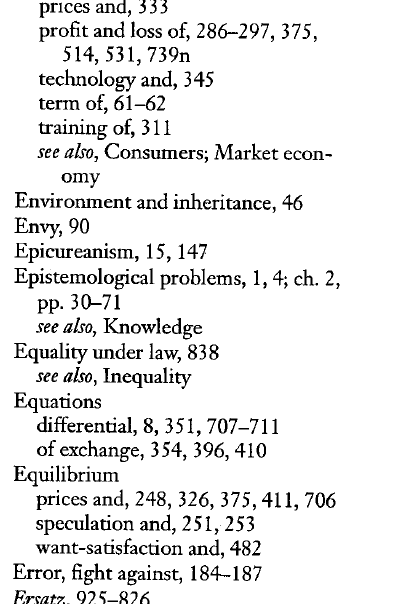 prices and, 333
profit and loss of, 286–297, 375,
514, 531, 739n
technology and, 345
term of, 61–62
training of, 311
see also, Consumers; Market econ-
omy
Environment and inheritance, 46
Envy, 90
Epicureanism, 15, 147
Epistemological problems, 1, 4; ch. 2,
pp. 30–71
see also, Knowledge
Equality under law, 838
see also, Inequality
Equations
differential, 8, 351, 707–711
of exchange, 354, 396, 410
Equilibrium
prices and, 248, 326, 375, 411, 706
speculation and, 251, 253
want-satisfaction and, 482
Error, fight against, 184–187
Ersatz, 925–826